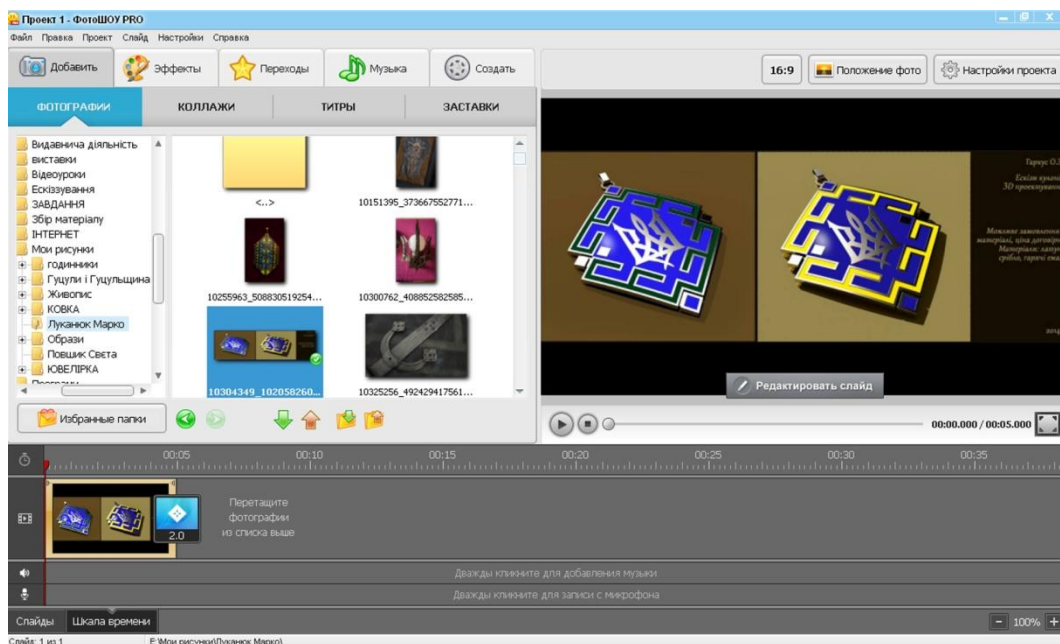 Проект 1 - ФотоШОУ PRO
Файл Правка Проект Слайд Настройки Справка
Добавить Эффекты Переходы Музыка Создать
16:9 Положение фото Настройки проекта
ФОТОГРАФИИ КОЛЛАЖИ ТИТРЫ ЗАСТАВКИ
Видавнича діяльність
виставки
Відеоуроки
Ескізування
ЗАВДАННЯ
Збір матеріалу
ІНТЕРНЕТ
Мои рисунки
годинники
Гуцули і Гуцульщина
Живопис
КОВКА
Луканюк Марко
Образи
Повшик Свєта
ЮВЕЛІРКА
Програми
<..>
10151395_373667552771...
10255963_508830519254...
10300762_408852582585...
10304349_102058260...
10325256_492429417561...
Избранные папки
Редактировать слайд
00:00.000 / 00:05.000
00:05 00:10 00:15 00:20 00:25 00:30 00:35
2.0
Перетащите
фотографии
из списка выше
Дважды кликните для добавления музыки
Дважды кликните для записи с микрофона
Слайды Шкала времени
100%
Слайд: 1 из 1 E:\Мои рисунки\Луканюк Марко\